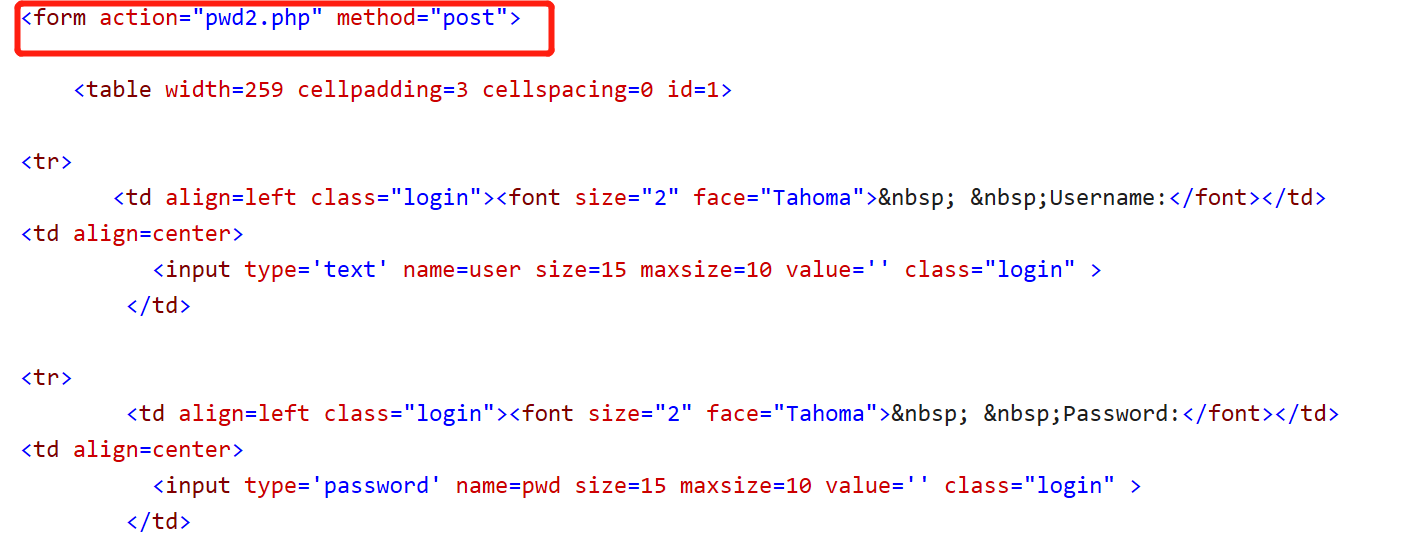 <form action="pwd2.php" method="post">
<table width=259 cellpadding=3 cellspacing=0 id=1>
<tr>
<td align=left class="login"><font size="2" face="Tahoma">&nbsp; &nbsp;Username:</font></td>
<td align=center>
<input type='text' name=user size=15 maxsize=10 value='' class="login" >
</td>
<tr>
<td align=left class="login"><font size="2" face="Tahoma">&nbsp; &nbsp;Password:</font></td>
<td align=center>
<input type='password' name=pwd size=15 maxsize=10 value='' class="login" >
</td>